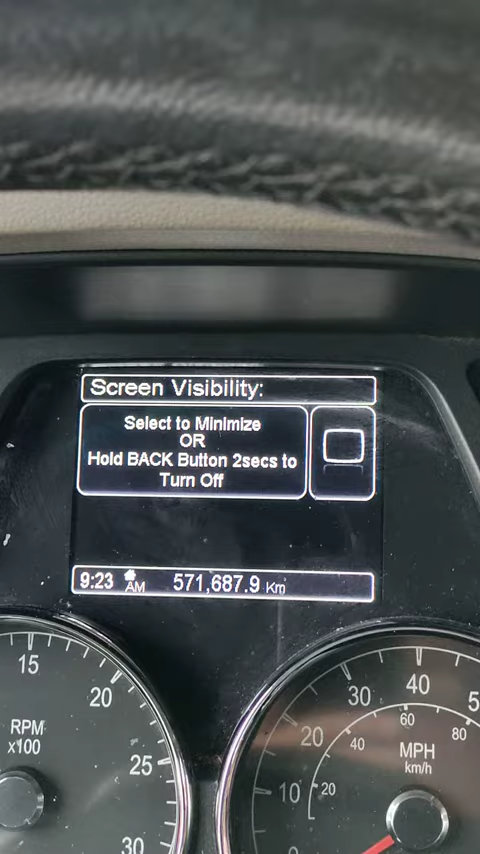 Screen Visibility:
Select to Minimize
OR
Hold BACK Button 2secs to
Turn Off
9:23 AM 571,687.9 Km
15
20
25
30
RPM
x100
10
20
30
40
20
40
60
80
MPH
km/h